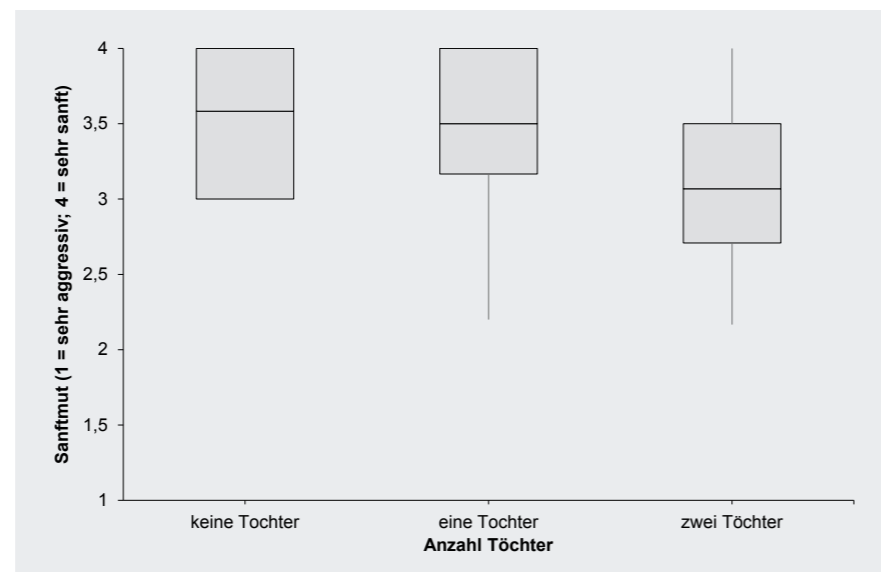 Sanftmut (1 = sehr aggressiv; 4 = sehr sanft)
4
3,5
3
2,5
2
1,5
1
keine Tochter
eine Tochter
zwei Töchter
Anzahl Töchter